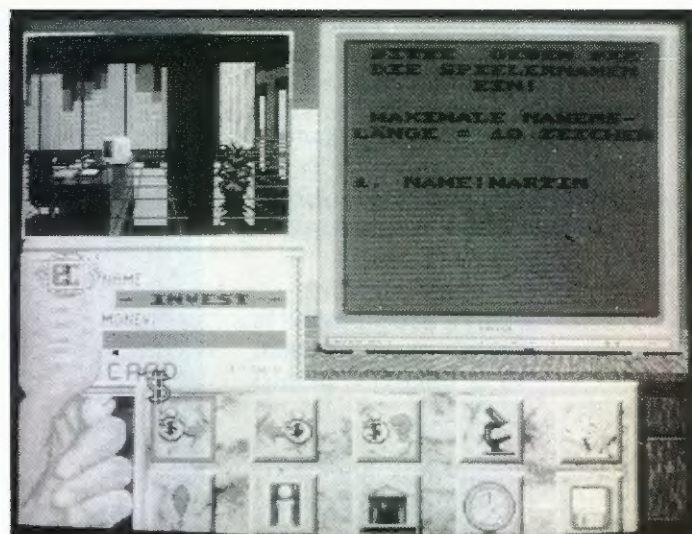 BITTE GEBEN SIE
DIE SPIELERNAMEN
EIN!
MAXIMALE NAMENS-
LÄNGE = 10 ZEICHEN
1. NAME:MARTIN
NAME
- INVEST -
MONEY:
CARD